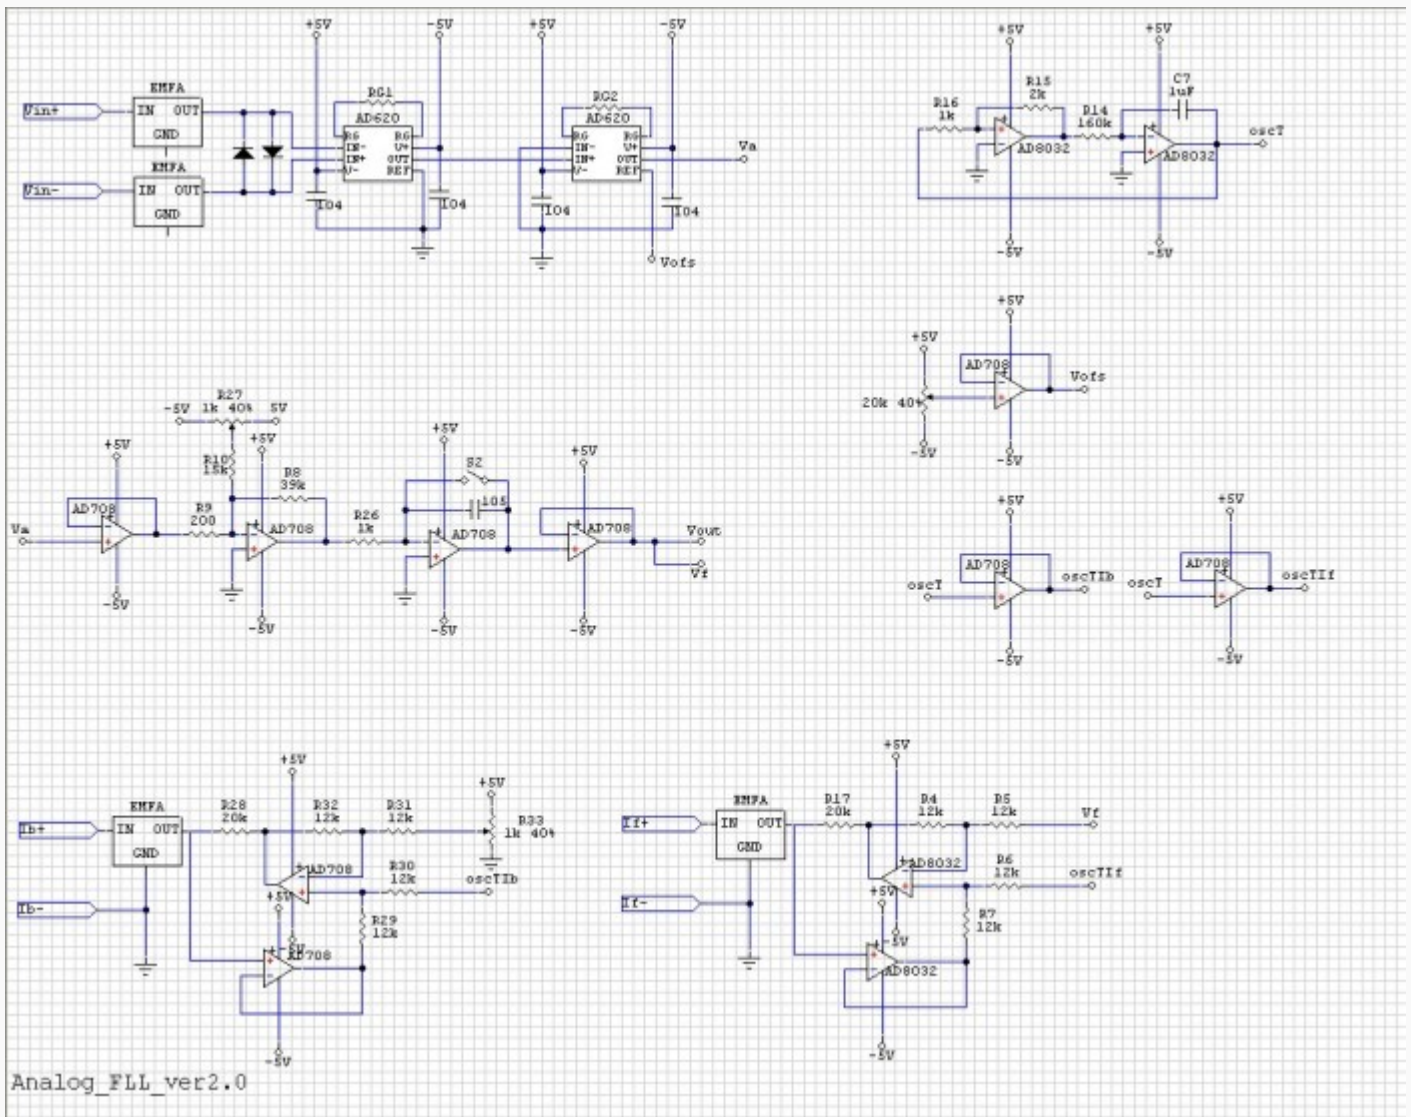 +5V -5V +5V -5V
EMFA
Vin+ IN OUT
GND
EMFA
Vin- IN OUT
GND
RG1
AD620
RG RG
IN- V+
IN+ OUT
V- REF
104 104
RG2
AD620
RG RG
IN- V+
IN+ OUT
V- REF
104 104
Va
Vofs
+5V +5V
R16
1k
R15
2k
AD8032
R14
160k
C7
1uF
AD8032
oscT
-5V -5V
+5V
+5V
AD708
20k 40%
Vofs
-5V
-5V
R27
-5V 1k 40% 5V
+5V
AD708
Va
-5V
R10
15k
R9
200
+5V
R8
39k
AD708
-5V
R26
1k
+5V
S2
105
AD708
-5V
+5V
AD708
Vout
Vf
-5V
+5V
AD708
oscT
oscTIb
-5V
+5V
AD708
oscT
oscTIf
-5V
EMFA
Ib+ IN OUT
GND
Ib-
R28
20k
+5V
R32
12k
R31
12k
+5V
R33
1k 40%
AD708
R30
12k
oscTIb
+5V
R29
12k
-5V
AD708
-5V
EMFA
If+ IN OUT
GND
If-
R17
20k
+5V
R4
12k
R5
12k
Vf
AD8032
R6
12k
oscTIf
+5V
R7
12k
-5V
AD8032
-5V
Analog_FLL_ver2.0